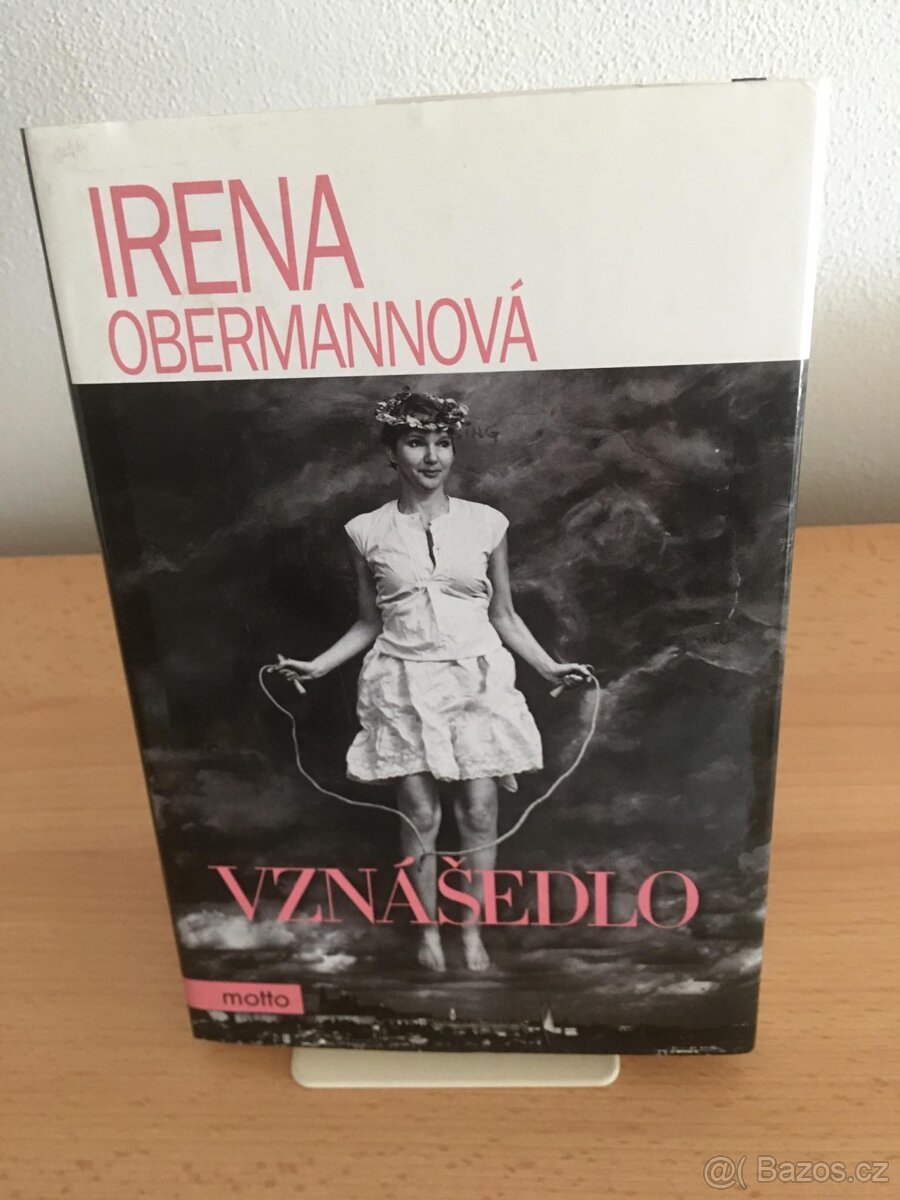 IRENA
OBERMANNOVÁ
VZNÁŠEDLO
motto
@( Bazos.cz